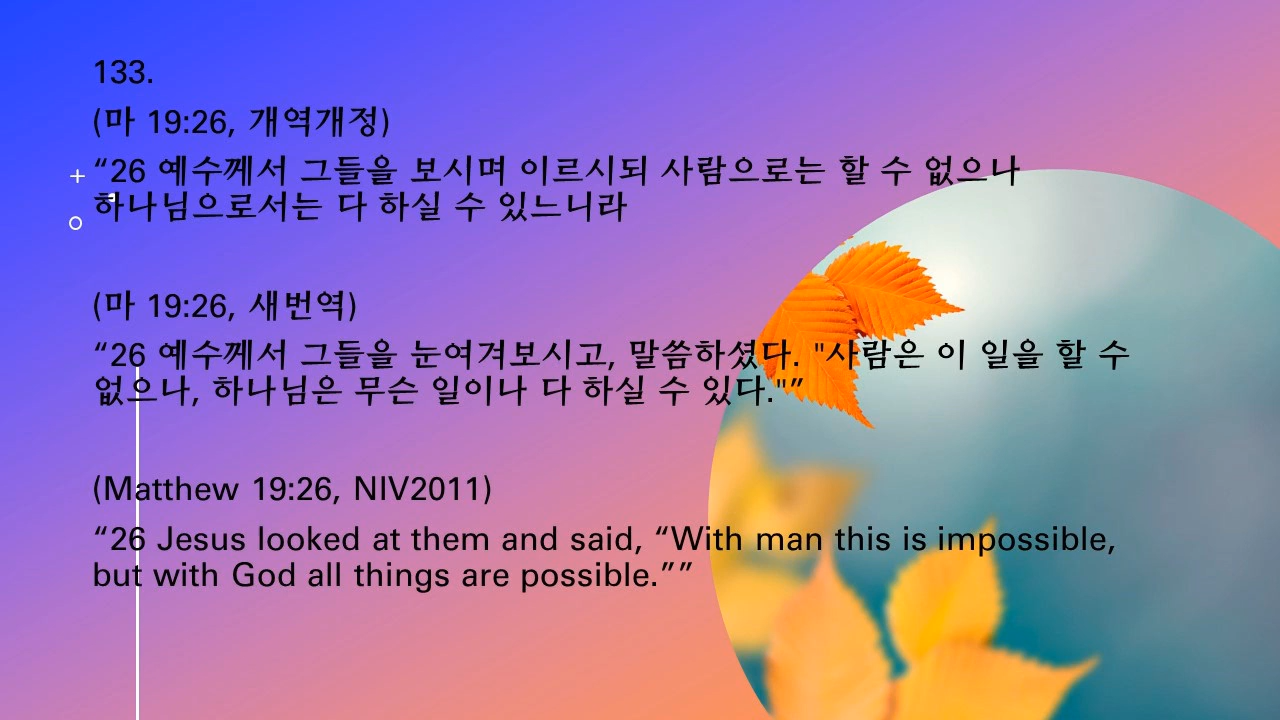 133.
(마 19:26, 개역개정)
“26 예수께서 그들을 보시며 이르시되 사람으로는 할 수 없으나
하나님으로서는 다 하실 수 있느니라
(마 19:26, 새번역)
“26 예수께서 그들을 눈여겨보시고, 말씀하셨다. "사람은 이 일을 할 수
없으나, 하나님은 무슨 일이나 다 하실 수 있다."”
(Matthew 19:26, NIV2011)
“26 Jesus looked at them and said, “With man this is impossible,
but with God all things are possible.””